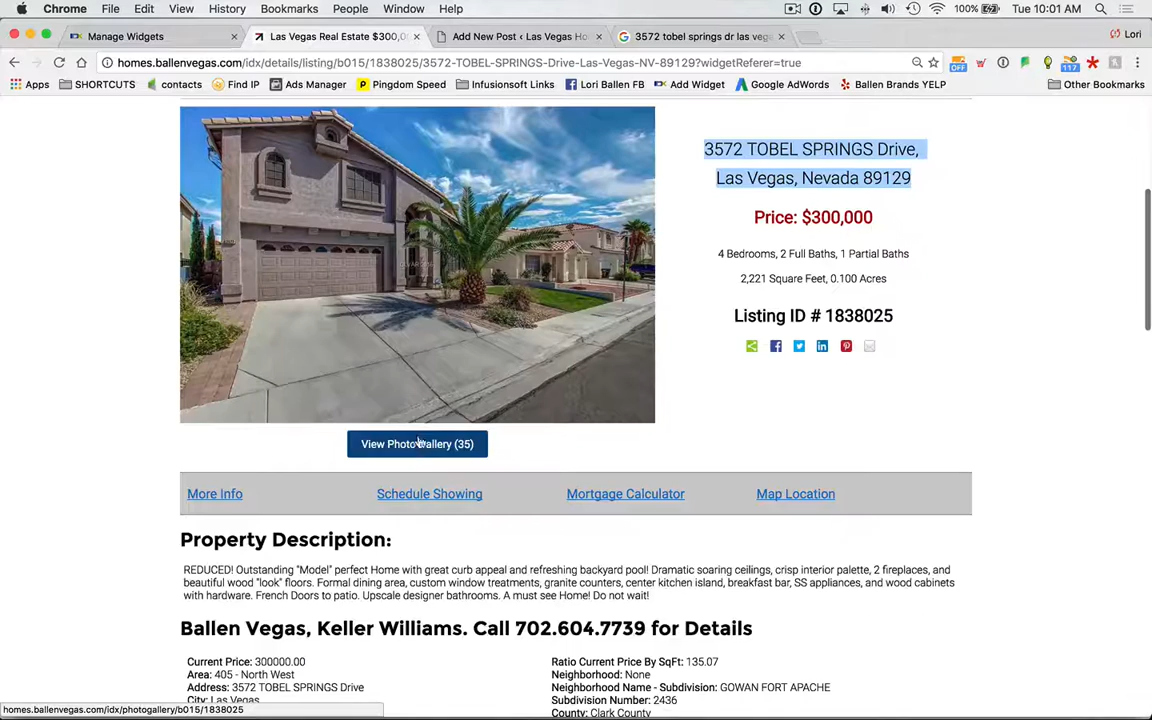 Chrome File Edit View History Bookmarks People Window Help 100% Tue 10:01 AM
Manage Widgets
Las Vegas Real Estate $300,0
Add New Post ‹ Las Vegas Ho
3572 tobel springs dr las veg
Lori
homes.ballenvegas.com/idx/details/listing/b015/1838025/3572-TOBEL-SPRINGS-Drive-Las-Vegas-NV-89129?widgetReferer=true
OFF
117
Apps SHORTCUTS contacts Find IP Ads Manager Pingdom Speed Infusionsoft Links Lori Ballen FB Add Widget Google AdWords Ballen Brands YELP Other Bookmarks
3572 TOBEL SPRINGS Drive,
Las Vegas, Nevada 89129
Price: $300,000
4 Bedrooms, 2 Full Baths, 1 Partial Baths
2,221 Square Feet, 0.100 Acres
Listing ID # 1838025
View PhotoGallery (35)
More Info Schedule Showing Mortgage Calculator Map Location
Property Description:
REDUCED! Outstanding "Model" perfect Home with great curb appeal and refreshing backyard pool! Dramatic soaring ceilings, crisp interior palette, 2 fireplaces, and
beautiful wood "look" floors. Formal dining area, custom window treatments, granite counters, center kitchen island, breakfast bar, SS appliances, and wood cabinets
with hardware. French Doors to patio. Upscale designer bathrooms. A must see Home! Do not wait!
Ballen Vegas, Keller Williams. Call 702.604.7739 for Details
Current Price: 300000.00
Area: 405 - North West
Address: 3572 TOBEL SPRINGS Drive
City: Las Vegas
Ratio Current Price By SqFt: 135.07
Neighborhood: None
Neighborhood Name - Subdivision: GOWAN FORT APACHE
Subdivision Number: 2436
County: Clark County
homes.ballenvegas.com/idx/photogallery/b015/1838025